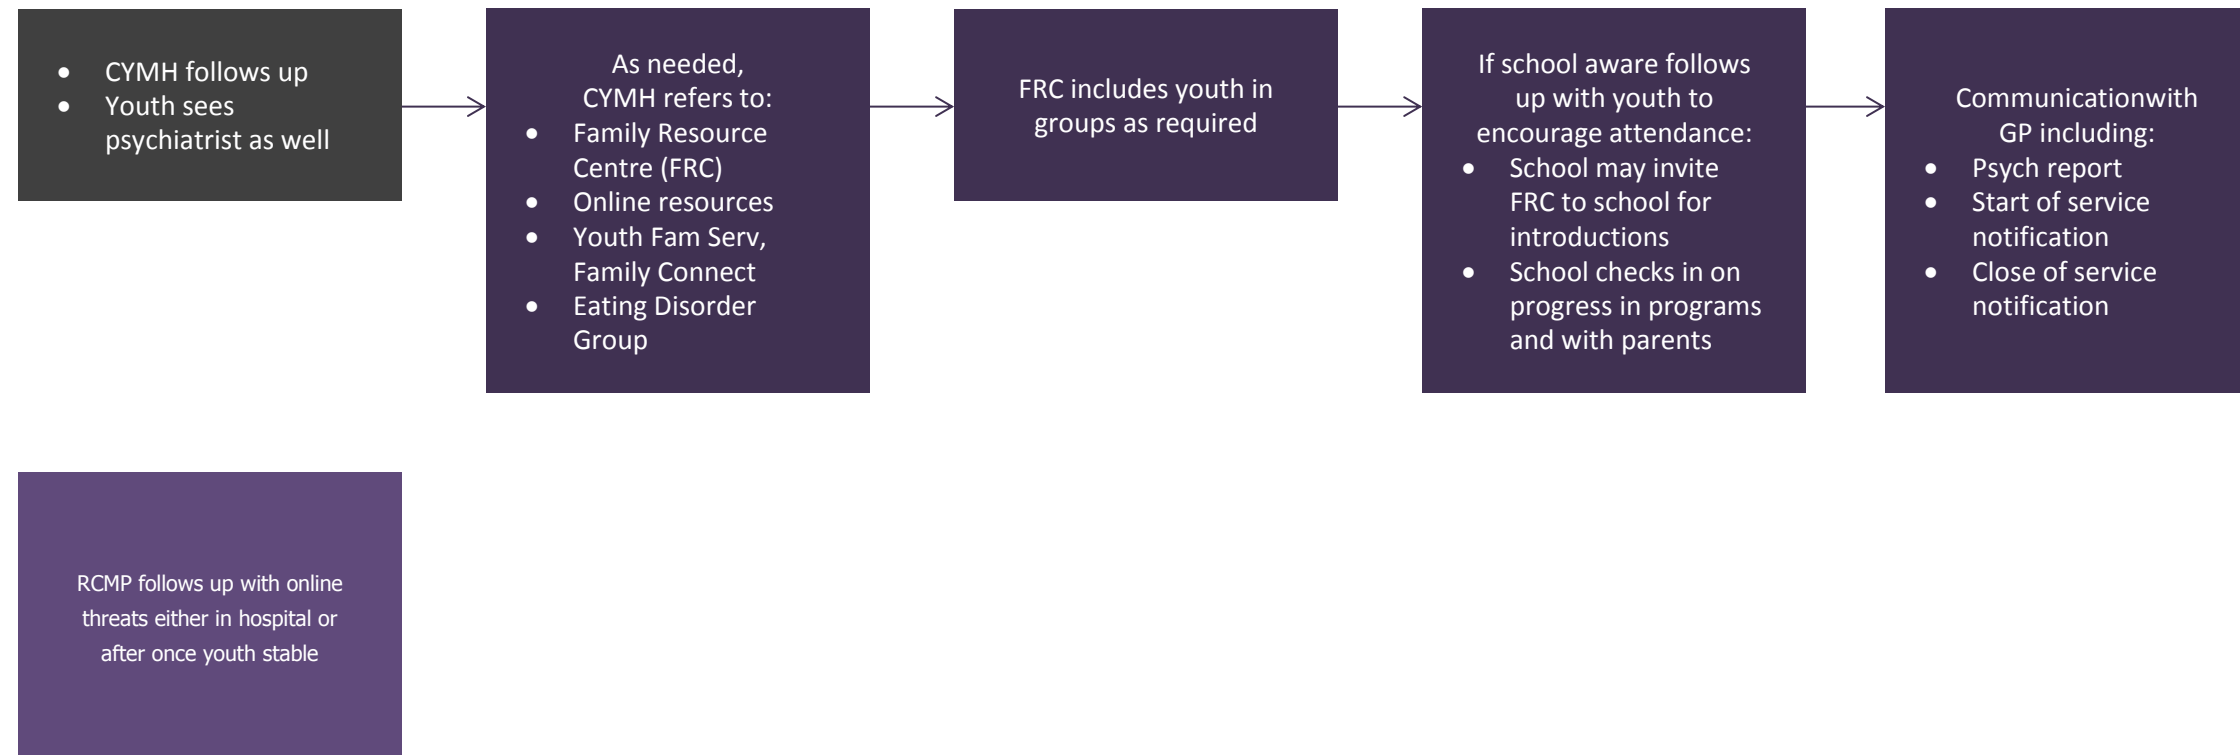 • CYMH follows up
• Youth sees
psychiatrist as well
As needed,
CYMH refers to:
• Family Resource
Centre (FRC)
• Online resources
• Youth Fam Serv,
Family Connect
• Eating Disorder
Group
FRC includes youth in
groups as required
If school aware follows
up with youth to
encourage attendance:
• School may invite
FRC to school for
introductions
• School checks in on
progress in programs
and with parents
Communicationwith
GP including:
• Psych report
• Start of service
notification
• Close of service
notification
RCMP follows up with online
threats either in hospital or
after once youth stable